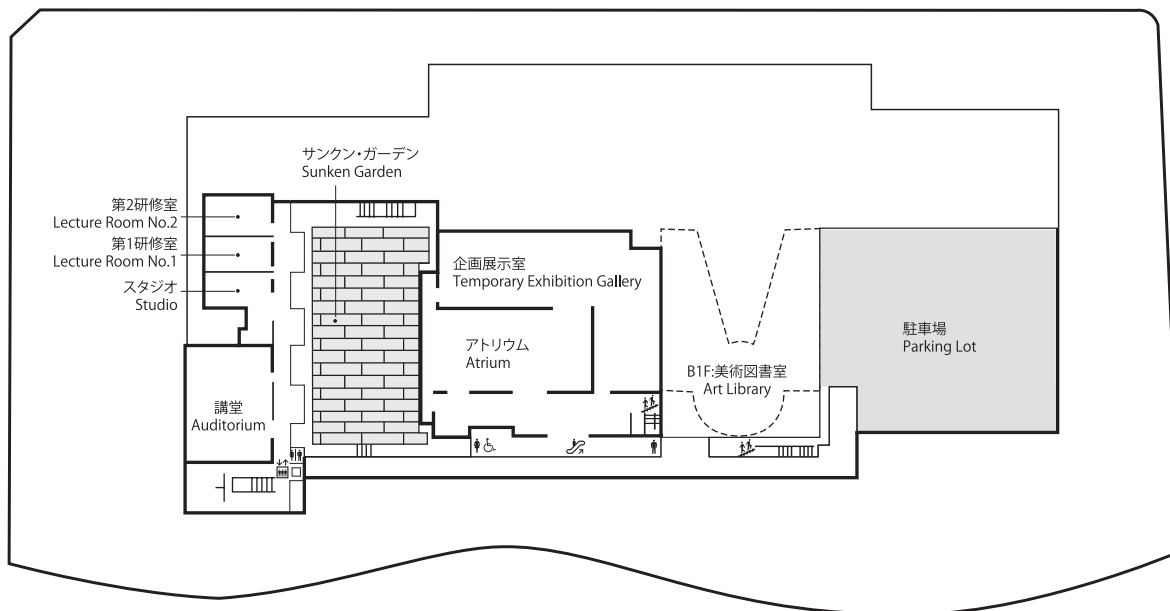 サンクン・ガーデン
Sunken Garden
第2研修室
Lecture Room No.2
第1研修室
Lecture Room No.1
スタジオ
Studio
企画展示室
Temporary Exhibition Gallery
アトリウム
Atrium
駐車場
Parking Lot
B1F:美術図書室
Art Library
講堂
Auditorium